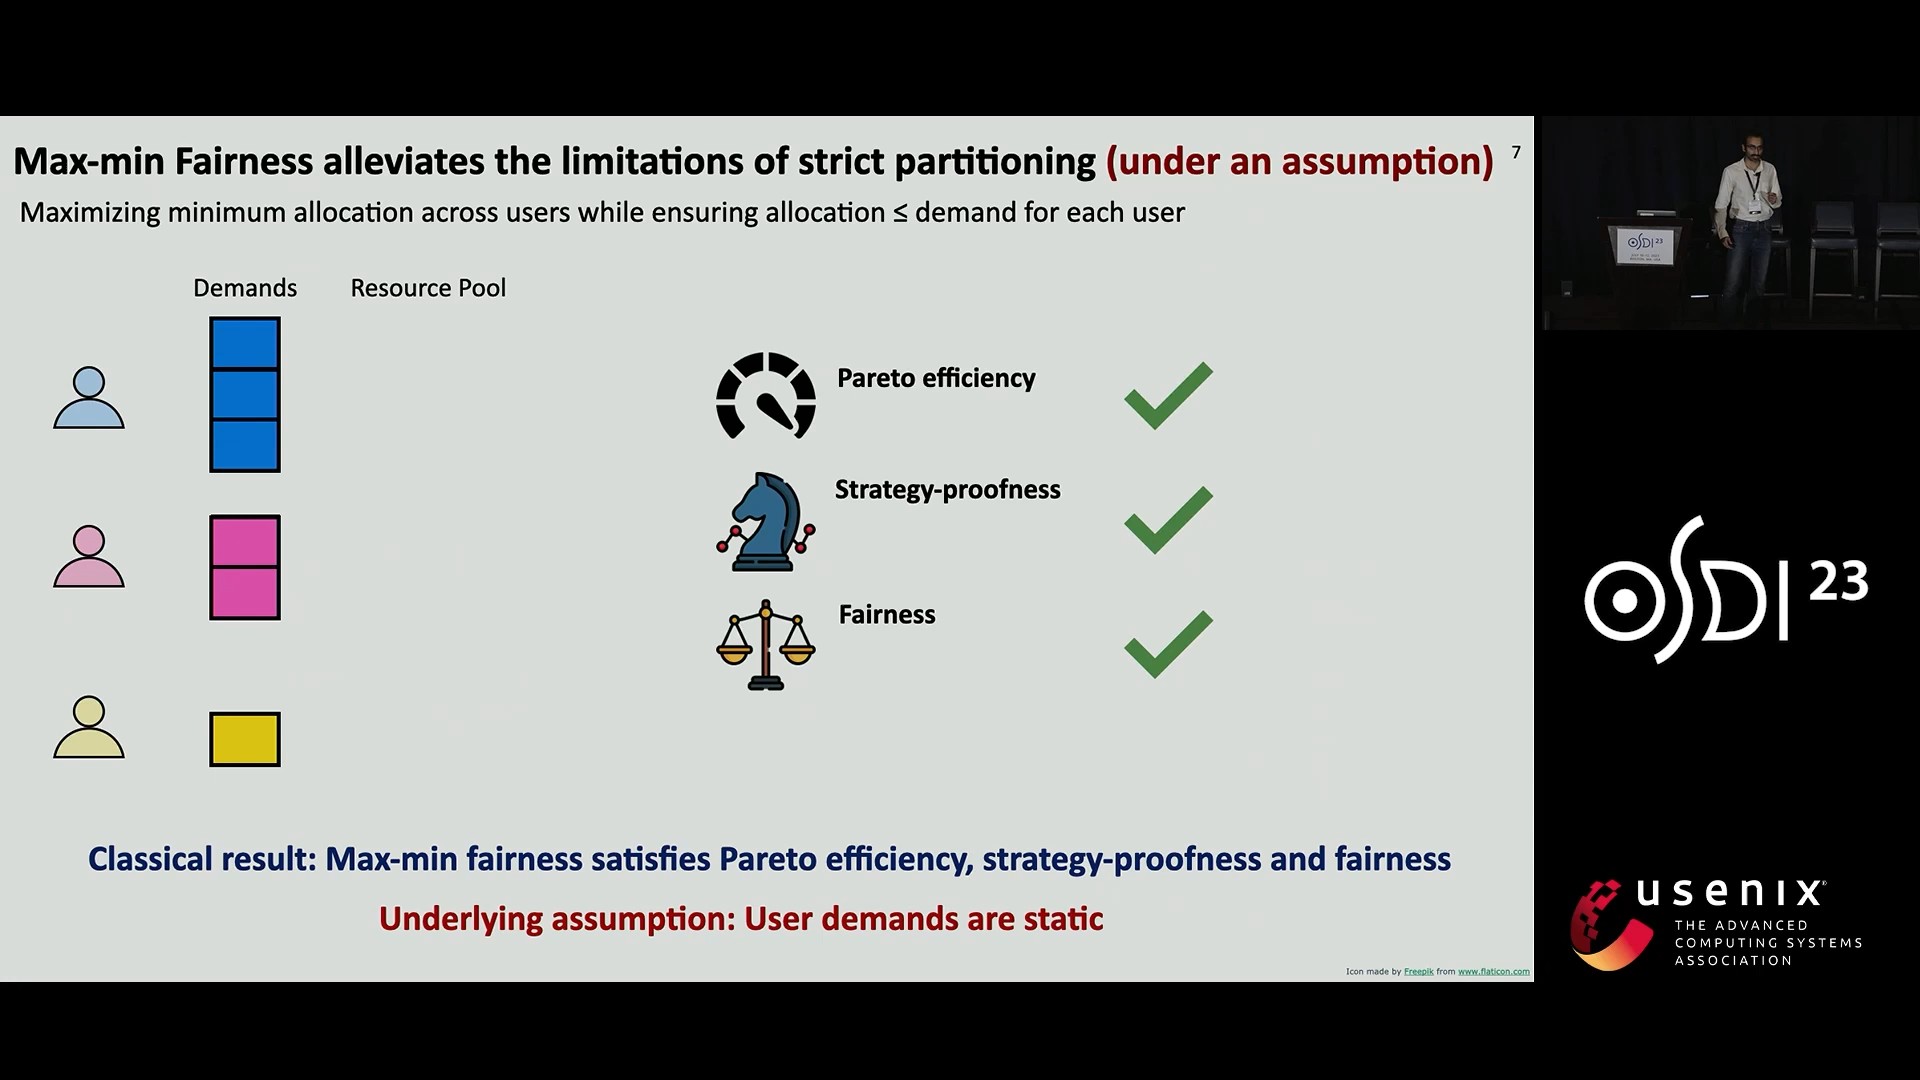 Max-min Fairness alleviates the limitations of strict partitioning (under an assumption) 7
Maximizing minimum allocation across users while ensuring allocation ≤ demand for each user
Demands Resource Pool
Pareto efficiency
Strategy-proofness
Fairness
Classical result: Max-min fairness satisfies Pareto efficiency, strategy-proofness and fairness
Underlying assumption: User demands are static
Icon made by Freepik from www.flaticon.com
OSDI 23
OSDI 23
usenix
THE ADVANCED
COMPUTING SYSTEMS
ASSOCIATION